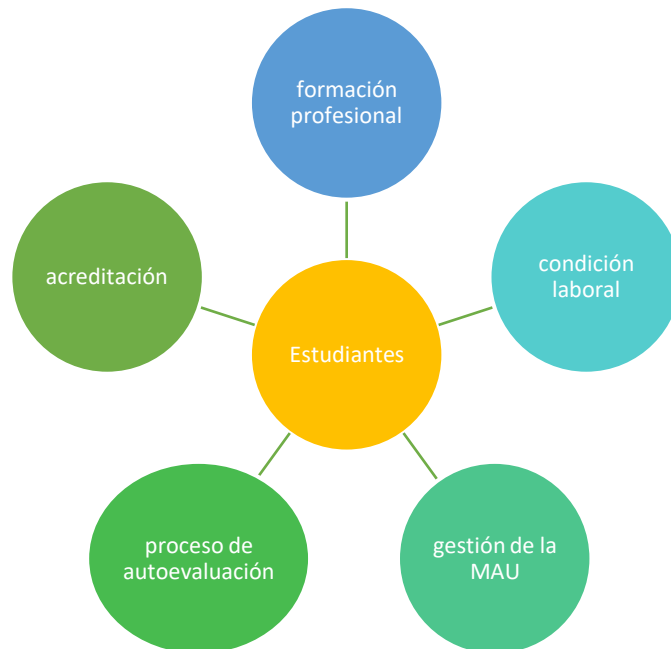 formación
profesional
condición
laboral
gestión de la
MAU
proceso de
autoevaluación
acreditación
Estudiantes